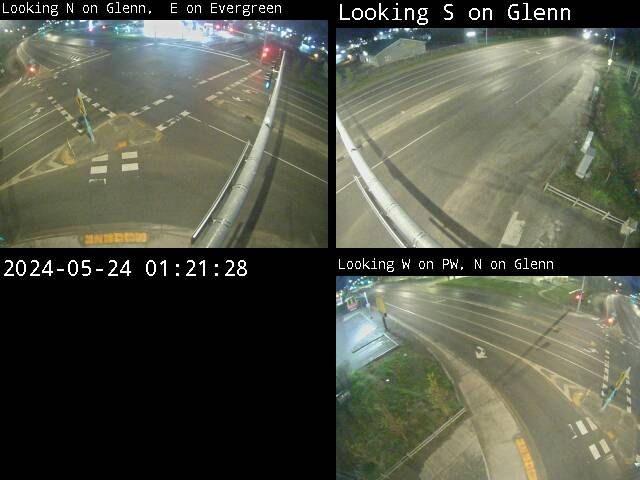 Looking N on Glenn, E on Evergreen
Looking S on Glenn
2024-05-24 01:21:28
Looking W on PW, N on Glenn